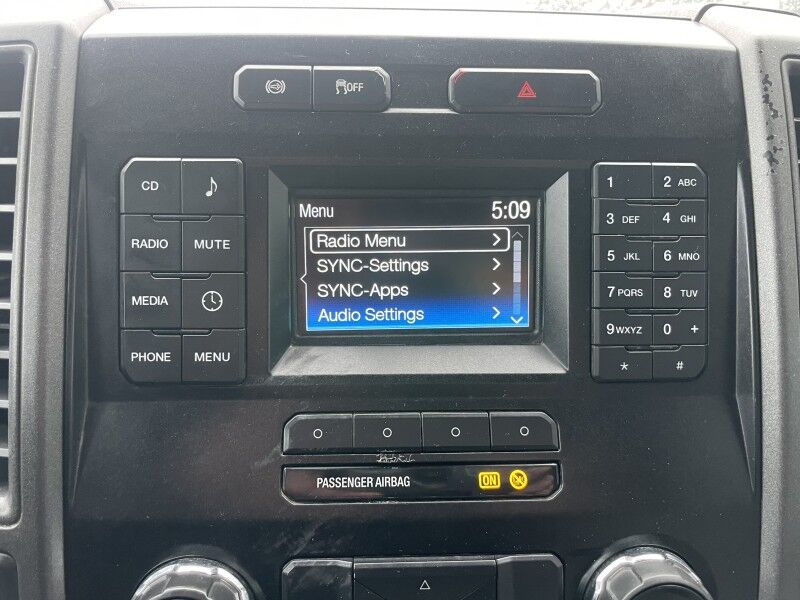 OFF
CD
RADIO MUTE
MEDIA
PHONE MENU
Menu 5:09
Radio Menu
SYNC-Settings
SYNC-Apps
Audio Settings
1 2 ABC
3 DEF 4 GHI
5 JKL 6 MNO
7 PQRS 8 TUV
9 WXYZ 0 +
* #
PASSENGER AIRBAG ON